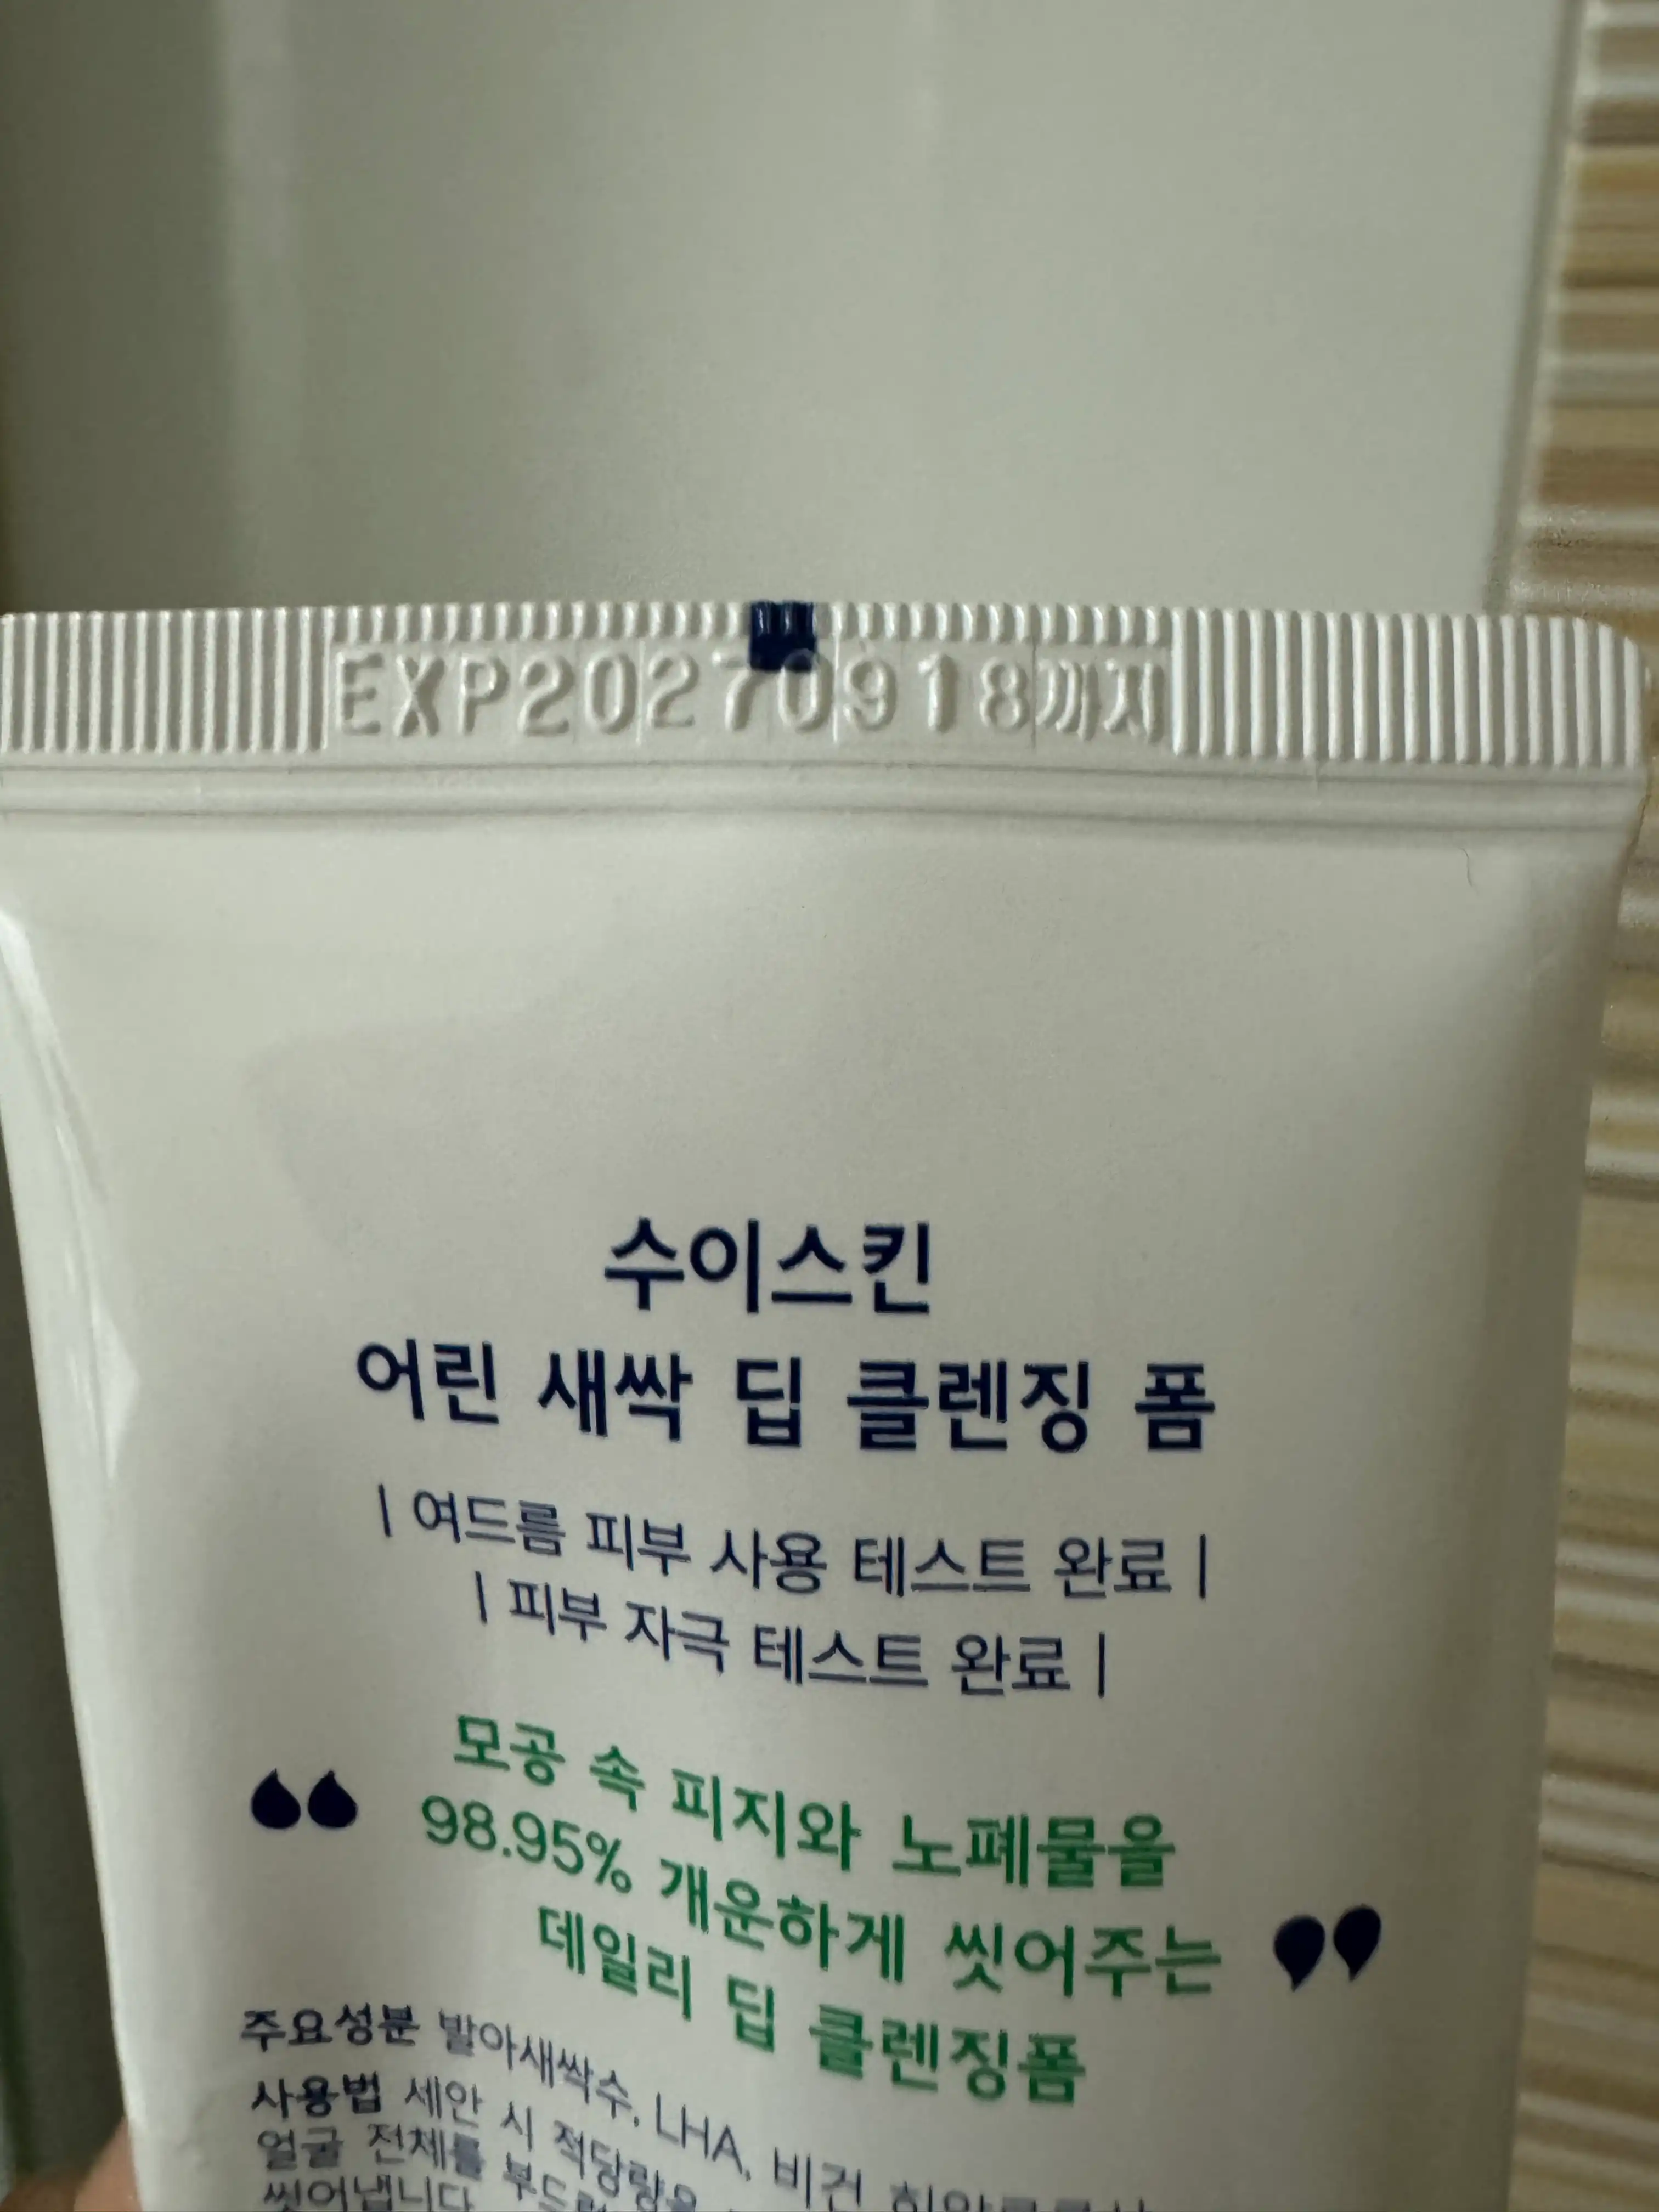 EXP20270918까지
수이스킨
어린 새싹 딥 클렌징 폼
| 여드름 피부 사용 테스트 완료 |
| 피부 자극 테스트 완료 |
“ 모공 속 피지와 노폐물을
98.95% 개운하게 씻어주는
데일리 딥 클렌징폼 ”
주요성분 발아새싹수, LHA, 비건
사용법 세안 시 적당량을
얼굴 전체를
씻어냅니다